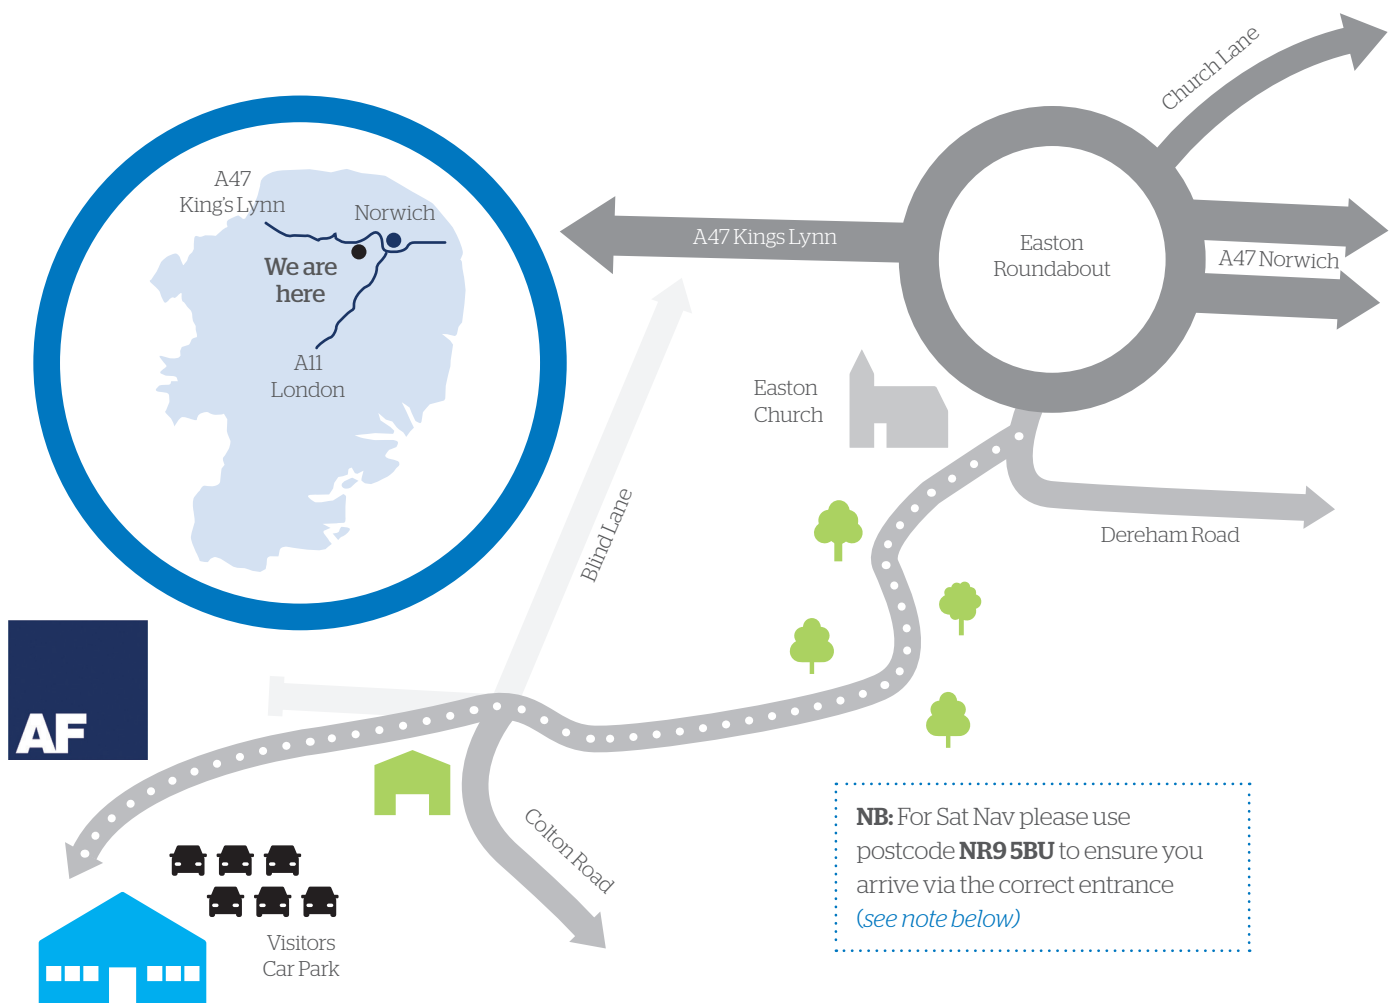 Church Lane
A47
King's Lynn
Norwich
We are
here
A11
London
A47 Kings Lynn
Easton
Roundabout
A47 Norwich
Easton
Church
Blind Lane
Dereham Road
AF
Colton Road
NB: For Sat Nav please use
postcode NR9 5BU to ensure you
arrive via the correct entrance
(see note below)
Visitors
Car Park